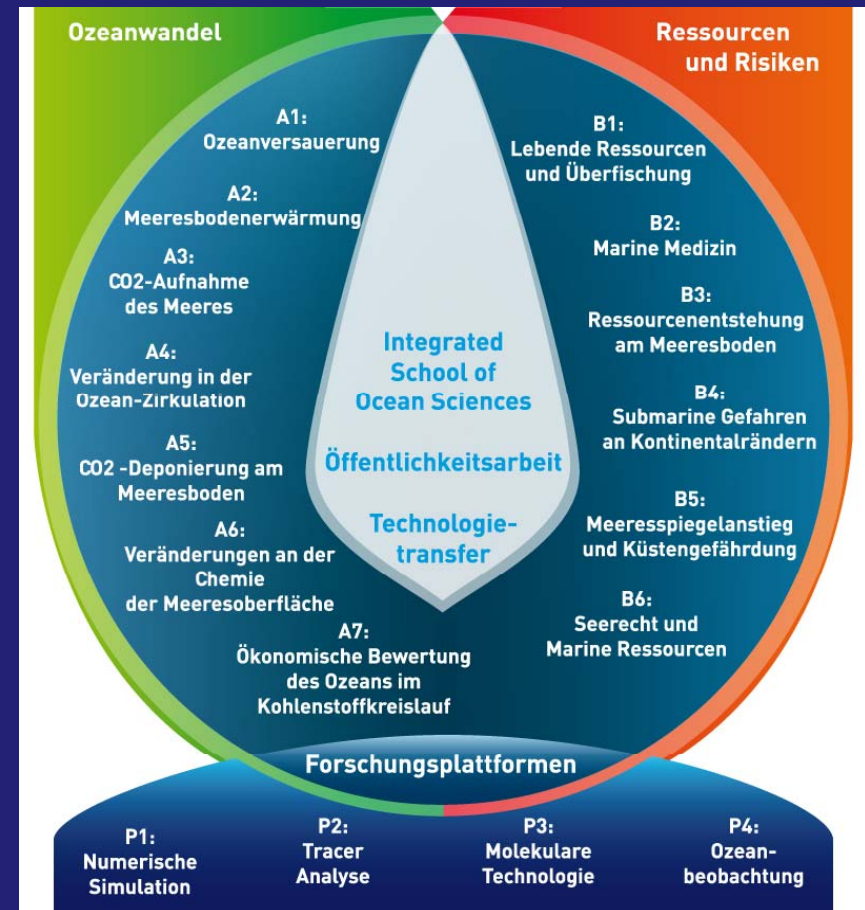 Ozeanwandel
Ressourcen
und Risiken
A1:
Ozeanversauerung
A2:
Meeresbodenerwärmung
A3:
CO2-Aufnahme
des Meeres
A4:
Veränderung in der
Ozean-Zirkulation
A5:
CO2 -Deponierung am
Meeresboden
A6:
Veränderungen an der
Chemie
der Meeresoberfläche
A7:
Ökonomische Bewertung
des Ozeans im
Kohlenstoffkreislauf
Integrated
School of
Ocean Sciences
Öffentlichkeitsarbeit
Technologie-
transfer
B1:
Lebende Ressourcen
und Überfischung
B2:
Marine Medizin
B3:
Ressourcenentstehung
am Meeresboden
B4:
Submarine Gefahren
an Kontinentalrändern
B5:
Meeresspiegelanstieg
und Küstengefährdung
B6:
Seerecht und
Marine Ressourcen
Forschungsplattformen
P1:
Numerische
Simulation
P2:
Tracer
Analyse
P3:
Molekulare
Technologie
P4:
Ozean-
beobachtung